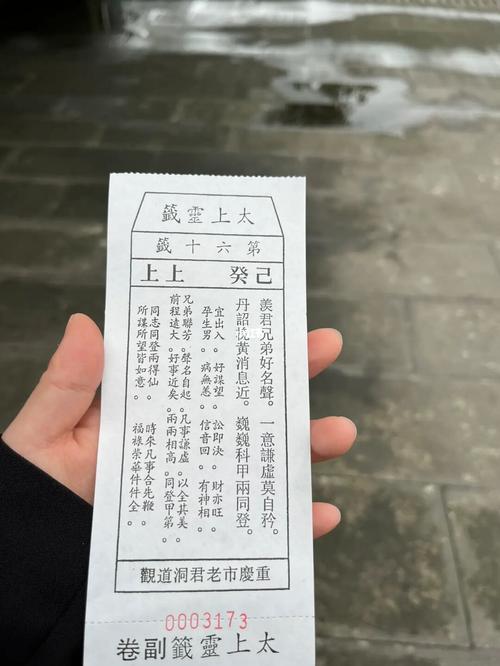 太上靈籤
第六十籤
己癸 上上
羨君兄弟好名聲。一意謙虛莫自矜。
丹詔黃消息近。巍巍科甲兩同登。
宜出入 好謀望 訟即決 財亦旺
孕生男 病無恙 信音回 有神相。
兄弟聯芳。聲名自起。凡事謙虛。以全其美。
前程遠大。好事近矣。兩兩相高。同登甲第。
同志同登兩得仙。時來凡事合先鞭。
所謀所望皆如意。福祿榮華件件全。
重慶市老君洞道觀
0003173
太上靈籤副卷